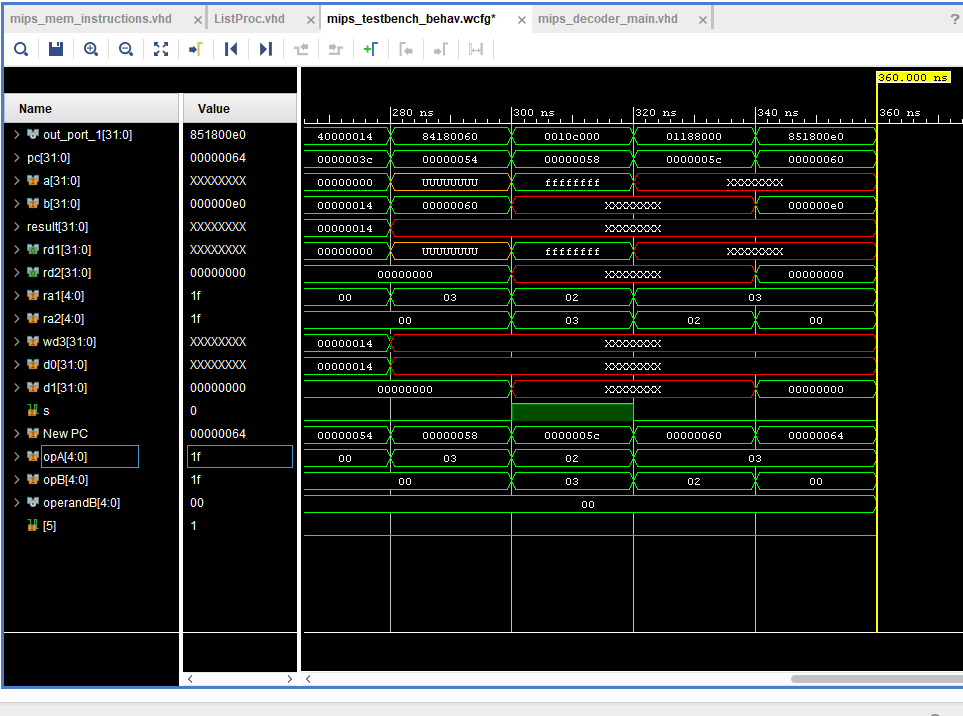 mips_mem_instructions.vhd × ListProc.vhd × mips_testbench_behav.wcfg* × mips_decoder_main.vhd × ?
360.000 ns
280 ns 300 ns 320 ns 340 ns 360 ns
Name Value
out_port_1[31:0] 851800e0 40000014 84180060 0010c000 01188000 851800e0
pc[31:0] 00000064 0000003c 00000054 00000058 0000005c 00000060
a[31:0] XXXXXXXX 00000000 UUUUUUUU ffffffff XXXXXXXX
b[31:0] 000000e0 00000014 00000060 XXXXXXXX 000000e0
result[31:0] XXXXXXXX 00000014 XXXXXXXX
rd1[31:0] XXXXXXXX 00000000 UUUUUUUU ffffffff XXXXXXXX
rd2[31:0] 00000000 00000000 XXXXXXXX 00000000
ra1[4:0] 1f 00 03 02 03
ra2[4:0] 1f 00 03 02 00
wd3[31:0] XXXXXXXX 00000014 XXXXXXXX
d0[31:0] XXXXXXXX 00000014 XXXXXXXX
d1[31:0] 00000000 00000000 XXXXXXXX 00000000
s 0
New PC 00000064 00000054 00000058 0000005c 00000060 00000064
opA[4:0] 1f 00 03 02 03
opB[4:0] 1f 00 03 02 00
operandB[4:0] 00 00
[5] 1